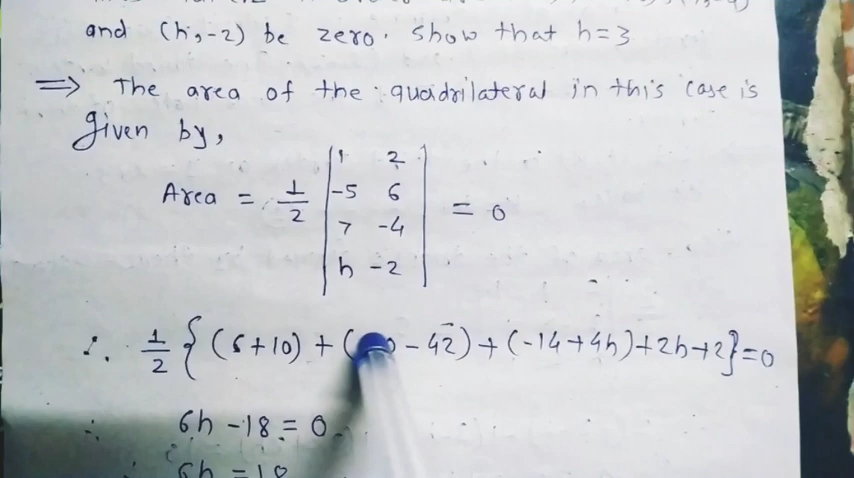 and (h,-2) be zero. Show that h=3
⇒ The area of the quadrilateral in this case is
given by,
Area = 1/2 | 1 2
-5 6
7 -4
h -2 | = 0
∴ 1/2 { (6+10) + ( - 42) + (-14+4h)+2h+2}=0
∴ 6h -18 = 0
6h = 18